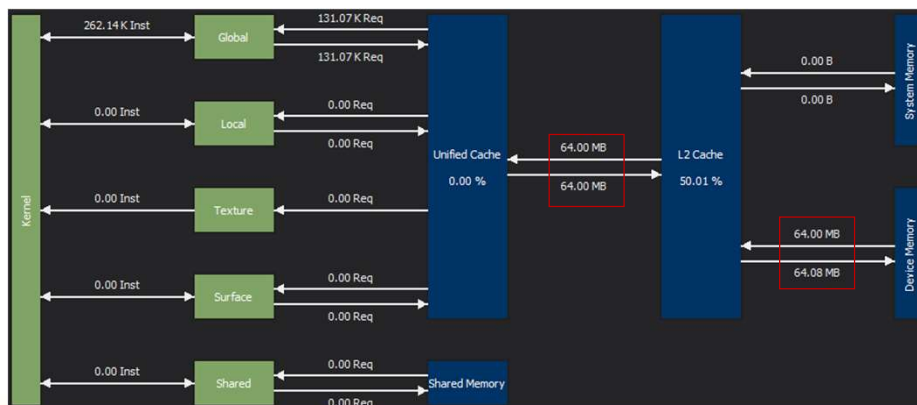 Kernel
262.14 K Inst
Global
131.07 K Req
131.07 K Req
0.00 Inst
Local
0.00 Req
0.00 Req
0.00 Inst
Texture
0.00 Req
0.00 Inst
Surface
0.00 Req
0.00 Req
0.00 Inst
Shared
0.00 Req
0.00 Req
Unified Cache
0.00 %
Shared Memory
64.00 MB
64.00 MB
L2 Cache
50.01 %
0.00 B
0.00 B
System Memory
64.00 MB
64.08 MB
Device Memory